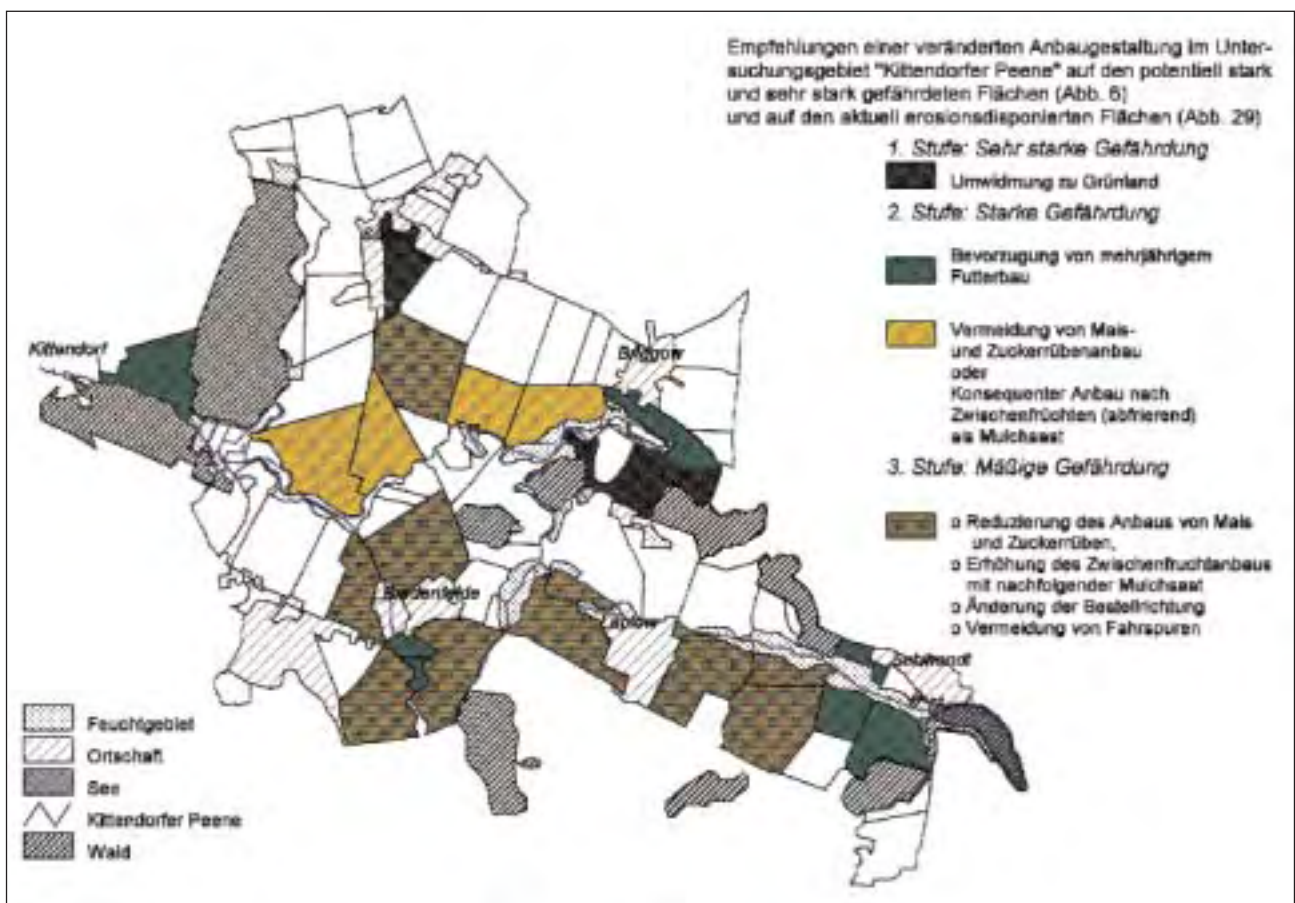 Empfehlungen einer veränderten Anbaugestaltung im Unter-
suchungsgebiet "Kittendorfer Peene" auf den potentiell stark
und sehr stark gefährdeten Flächen (Abb. 6)
und auf den aktuell erosionsdisponierten Flächen (Abb. 29)
1. Stufe: Sehr starke Gefährdung
Umwidmung zu Grünland
2. Stufe: Starke Gefährdung
Bevorzugung von mehrjährigem
Futterbau
Vermeidung von Mais-
und Zuckerrübenanbau
oder
Konsequenter Anbau nach
Zwischenfrüchten (abfrierend)
als Mulchsaat
3. Stufe: Mäßige Gefährdung
o Reduzierung des Anbaus von Mais
und Zuckerrüben,
o Erhöhung des Zwischenfruchtanbaus
mit nachfolgender Mulchsaat
o Änderung der Bestellrichtung
o Vermeidung von Fahrspuren
Kittendorf
Feuchtgebiet
Ortschaft
See
Kittendorfer Peene
Wald